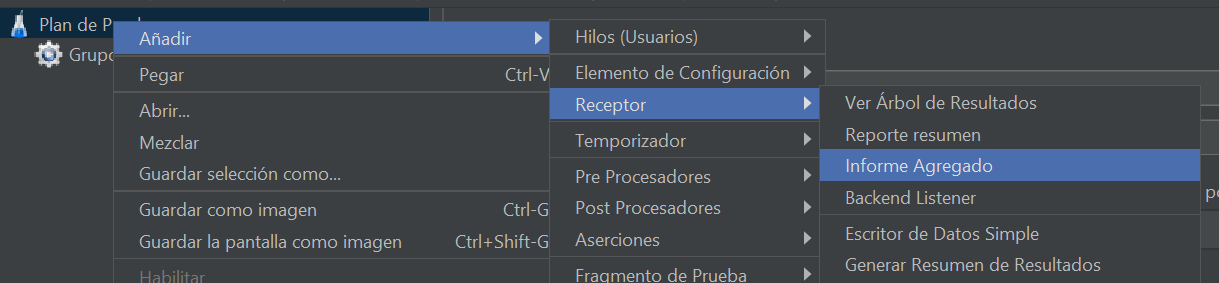 Plan de
Grupo
Añadir
Pegar Ctrl-V
Abrir...
Mezclar
Guardar selección como...
Guardar como imagen Ctrl-G
Guardar la pantalla como imagen Ctrl+Shift-G
Habilitar
Hilos (Usuarios)
Elemento de Configuración
Receptor
Temporizador
Pre Procesadores
Post Procesadores
Aserciones
Fragmento de Prueba
Ver Árbol de Resultados
Reporte resumen
Informe Agregado
Backend Listener
Escritor de Datos Simple
Generar Resumen de Resultados